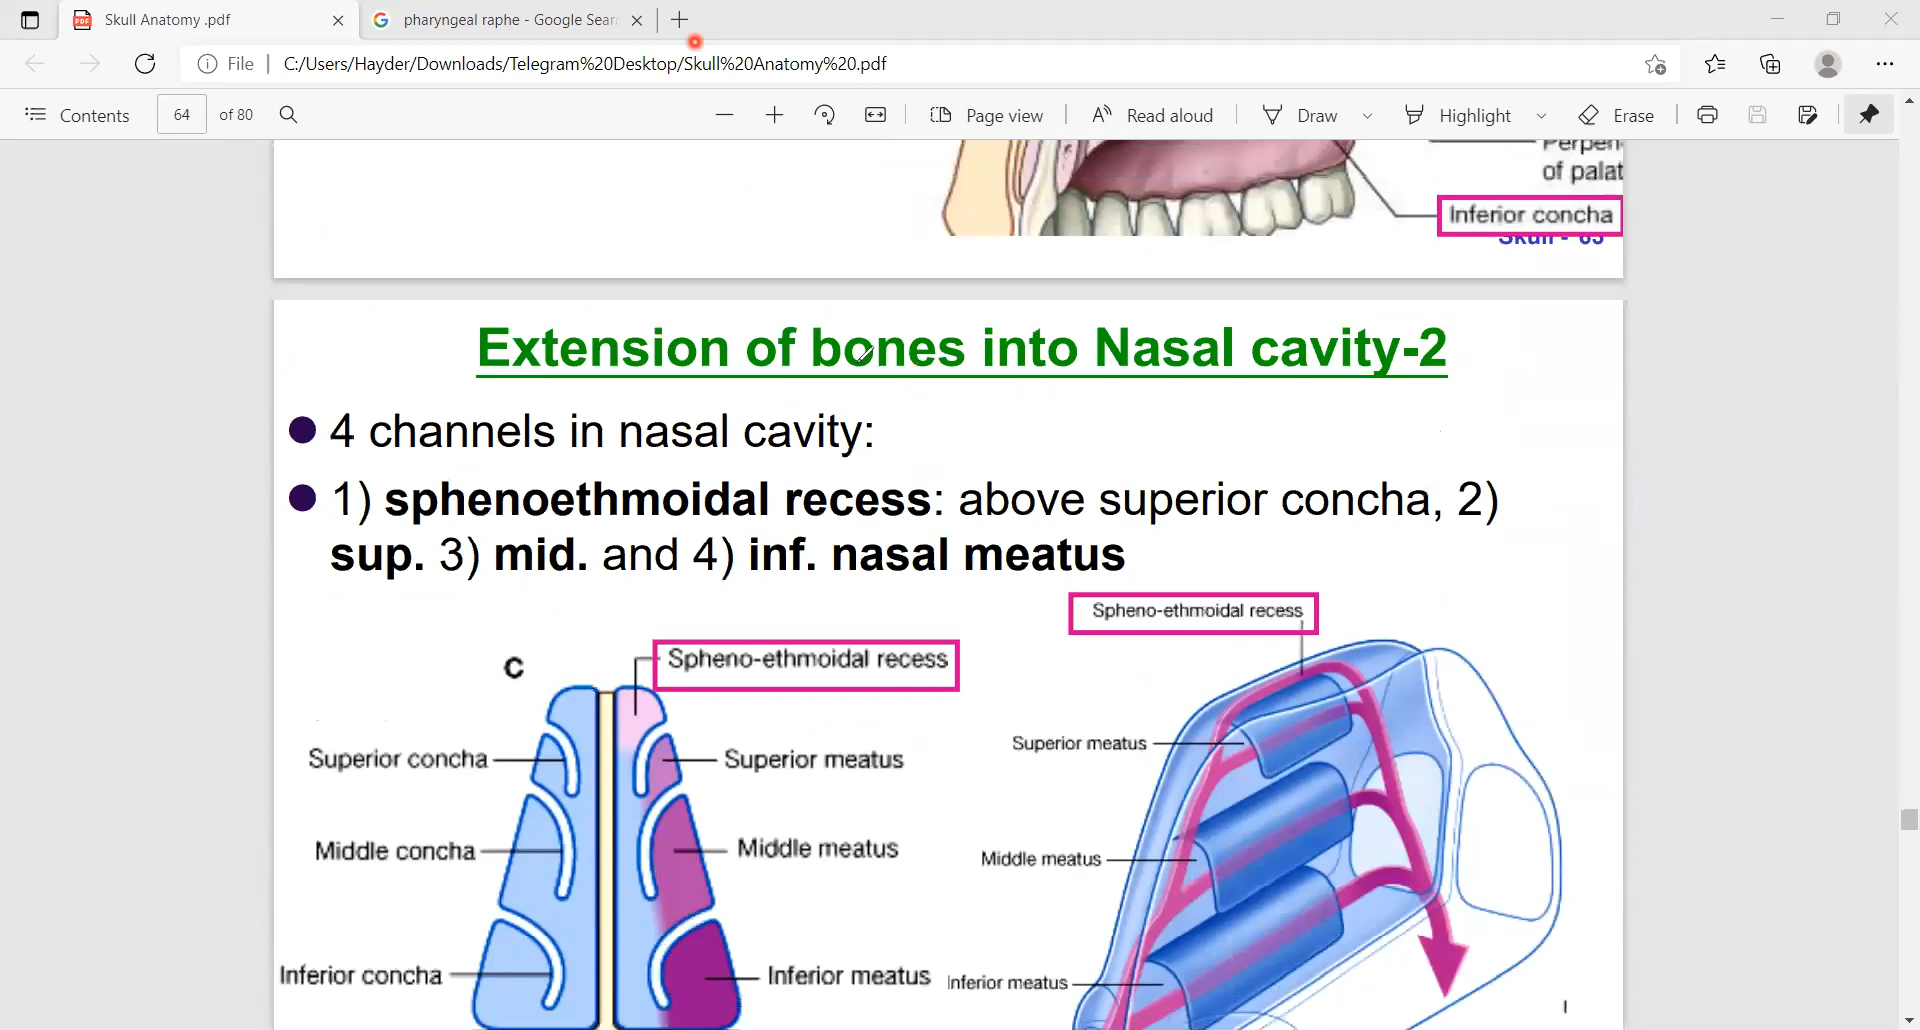 Skull Anatomy .pdf
pharyngeal raphe - Google Sear
File
C:/Users/Hayder/Downloads/Telegram%20Desktop/Skull%20Anatomy%20.pdf
Contents
64
of 80
Page view
Read aloud
Draw
Highlight
Erase
of palat
Inferior concha
Extension of bones into Nasal cavity-2
4 channels in nasal cavity:
1) sphenoethmoidal recess: above superior concha, 2)
sup. 3) mid. and 4) inf. nasal meatus
C
Spheno-ethmoidal recess
Superior concha
Superior meatus
Middle concha
Middle meatus
Inferior concha
Inferior meatus
Spheno-ethmoidal recess
Superior meatus
Middle meatus
Inferior meatus